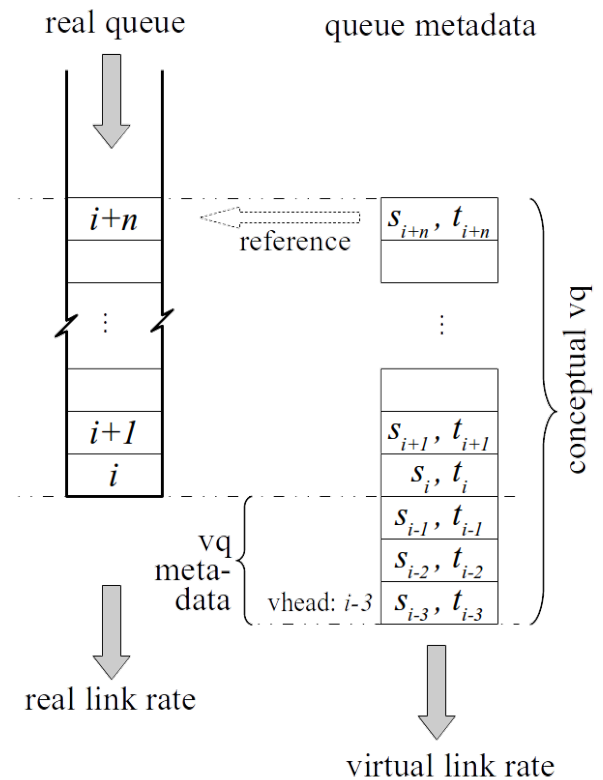 real queue
queue metadata
i+n
s_{i+n}, t_{i+n}
reference
⋮
⋮
conceptual vq
i+1
s_{i+1}, t_{i+1}
i
s_i, t_i
s_{i-1}, t_{i-1}
vq
meta-
data
s_{i-2}, t_{i-2}
vhead: i-3
s_{i-3}, t_{i-3}
real link rate
virtual link rate